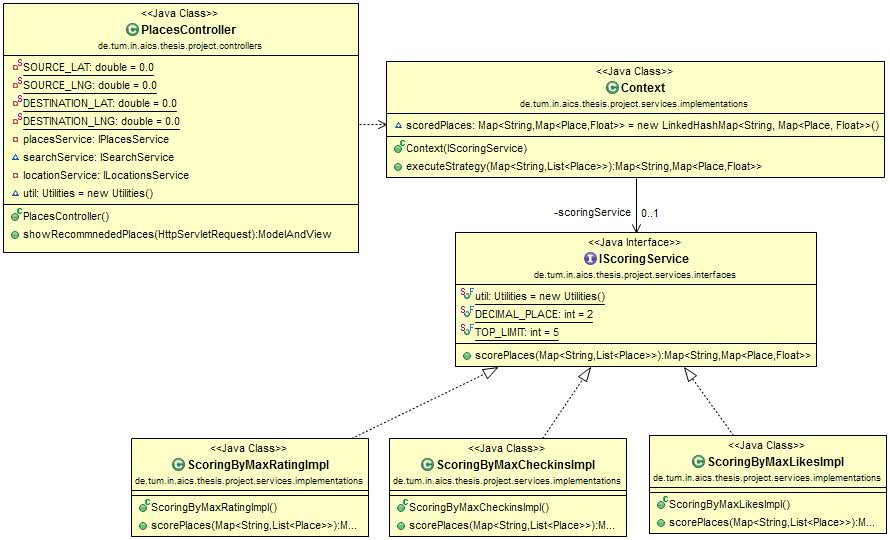 <<Java Class>>
PlacesController
de.tum.in.aics.thesis.project.controllers
SOURCE_LAT: double = 0.0
SOURCE_LNG: double = 0.0
DESTINATION_LAT: double = 0.0
DESTINATION_LNG: double = 0.0
placesService: IPlacesService
searchService: ISearchService
locationService: ILocationsService
util: Utilities = new Utilities()
PlacesController()
showRecommnededPlaces(HttpServletRequest):ModelAndView
<<Java Class>>
Context
de.tum.in.aics.thesis.project.services.implementations
scoredPlaces: Map<String,Map<Place,Float>> = new LinkedHashMap<String, Map<Place, Float>>()
Context(IScoringService)
executeStrategy(Map<String,List<Place>>):Map<String,Map<Place,Float>>
-scoringService 0..1
<<Java Interface>>
IScoringService
de.tum.in.aics.thesis.project.services.interfaces
util: Utilities = new Utilities()
DECIMAL_PLACE: int = 2
TOP_LIMIT: int = 5
scorePlaces(Map<String,List<Place>>):Map<String,Map<Place,Float>>
<<Java Class>>
ScoringByMaxRatingImpl
de.tum.in.aics.thesis.project.services.implementations
ScoringByMaxRatingImpl()
scorePlaces(Map<String,List<Place>>):M...
<<Java Class>>
ScoringByMaxCheckinsImpl
de.tum.in.aics.thesis.project.services.implementations
ScoringByMaxCheckinsImpl()
scorePlaces(Map<String,List<Place>>):M...
<<Java Class>>
ScoringByMaxLikesImpl
de.tum.in.aics.thesis.project.services.implementations
ScoringByMaxLikesImpl()
scorePlaces(Map<String,List<Place>>):M...